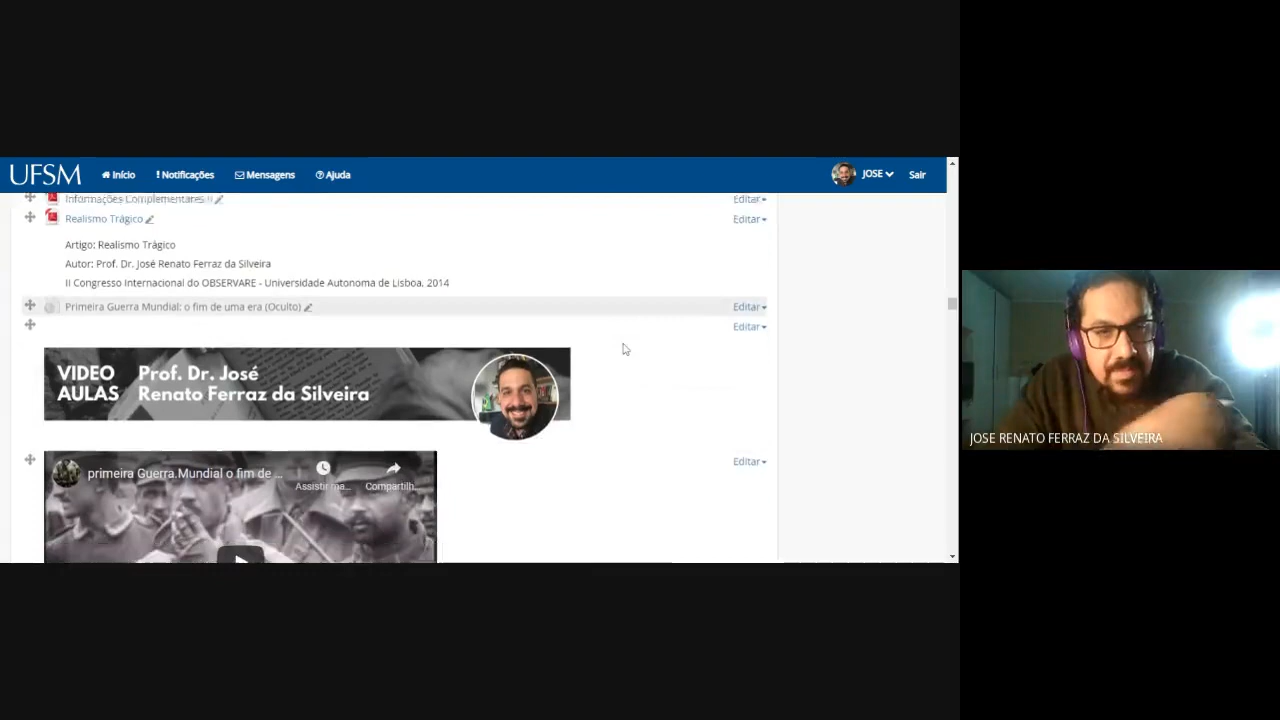 UFSM Início Notificações Mensagens Ajuda JOSE Sair
Informações Complementares Editar
Realismo Trágico Editar
Artigo: Realismo Trágico
Autor: Prof. Dr. José Renato Ferraz da Silveira
II Congresso Internacional do OBSERVARE - Universidade Autonoma de Lisboa, 2014
Primeira Guerra Mundial: o fim de uma era (Oculto) Editar
Editar
VIDEO AULAS
Prof. Dr. José
Renato Ferraz da Silveira
primeira Guerra.Mundial o fim de ... Editar
Assistir ma... Compartilh...
JOSE RENATO FERRAZ DA SILVEIRA